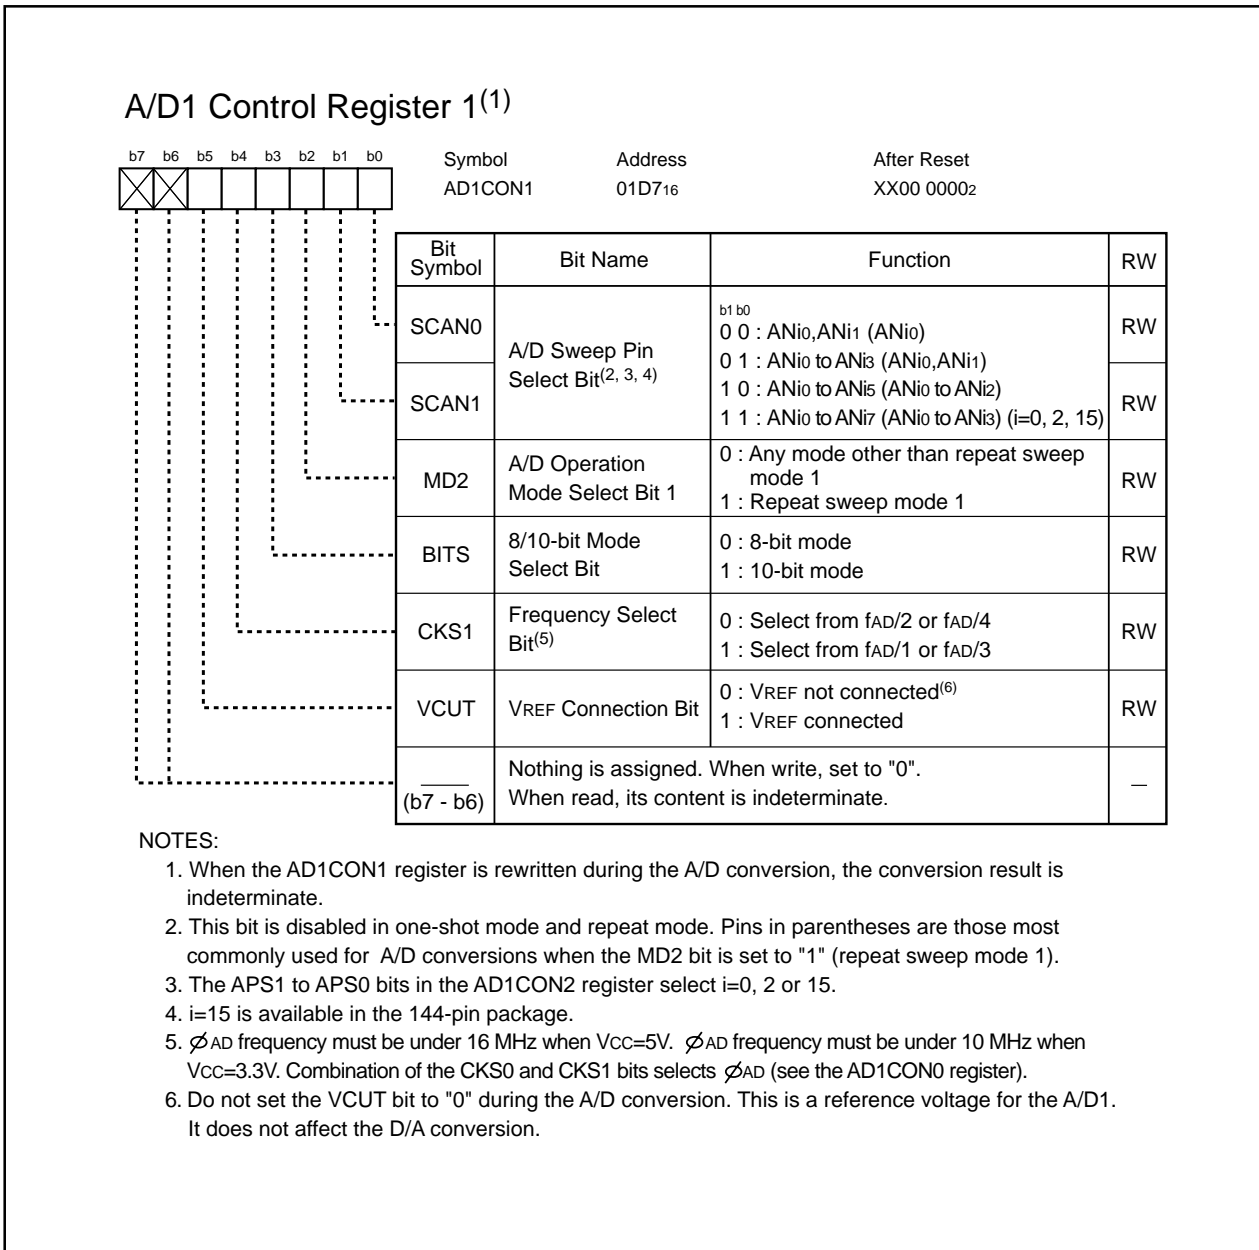 A/D1 Control Register 1(1)
b7 b6 b5 b4 b3 b2 b1 b0
Symbol Address After Reset
AD1CON1 01D716 XX00 00002
Bit Symbol Bit Name Function RW
SCAN0 RW
SCAN1 RW
A/D Sweep Pin
Select Bit(2, 3, 4)
b1 b0
0 0 : ANi0,ANi1 (ANi0)
0 1 : ANi0 to ANi3 (ANi0,ANi1)
1 0 : ANi0 to ANi5 (ANi0 to ANi2)
1 1 : ANi0 to ANi7 (ANi0 to ANi3) (i=0, 2, 15)
MD2
A/D Operation
Mode Select Bit 1
0 : Any mode other than repeat sweep
mode 1
1 : Repeat sweep mode 1
RW
BITS
8/10-bit Mode
Select Bit
0 : 8-bit mode
1 : 10-bit mode
RW
CKS1
Frequency Select
Bit(5)
0 : Select from fAD/2 or fAD/4
1 : Select from fAD/1 or fAD/3
RW
VCUT
VREF Connection Bit
0 : VREF not connected(6)
1 : VREF connected
RW
(b7 - b6)
Nothing is assigned. When write, set to "0".
When read, its content is indeterminate.
—
NOTES:
1. When the AD1CON1 register is rewritten during the A/D conversion, the conversion result is
indeterminate.
2. This bit is disabled in one-shot mode and repeat mode. Pins in parentheses are those most
commonly used for A/D conversions when the MD2 bit is set to "1" (repeat sweep mode 1).
3. The APS1 to APS0 bits in the AD1CON2 register select i=0, 2 or 15.
4. i=15 is available in the 144-pin package.
5. ØAD frequency must be under 16 MHz when VCC=5V. ØAD frequency must be under 10 MHz when
VCC=3.3V. Combination of the CKS0 and CKS1 bits selects ØAD (see the AD1CON0 register).
6. Do not set the VCUT bit to "0" during the A/D conversion. This is a reference voltage for the A/D1.
It does not affect the D/A conversion.